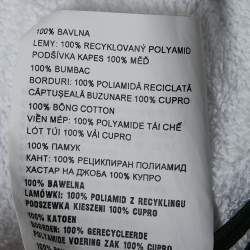 100% BAVLNA
LEMY: 100% RECYKLOVANÝ POLYAMID
PODŠÍVKA KAPES 100% MĚĎ
100% BUMBAC
BORDURI: 100% POLIAMIDĂ RECICLATĂ
CĂPTUȘEALĂ BUZUNARE 100% CUPRO
100% BÔNG COTTON
VIỀN MÉP: 100% POLYAMIDE TÁI CHẾ
LÓT TÚI 100% VẢI CUPRO
100% ПАМУК
КАНТ: 100% РЕЦИКЛИРАН ПОЛИАМИД
ХАСТАР НА ДЖОБА 100% КУПРО
100% BAWEŁNA
LAMÓWKI: 100% POLIAMID Z RECYKLINGU
PODSZEWKA KIESZENI 100% CUPRO
100% KATOEN
BOORDEN: 100% GERECYCLEERDE
POLYAMIDE VOERING ZAK 100% CUPRO